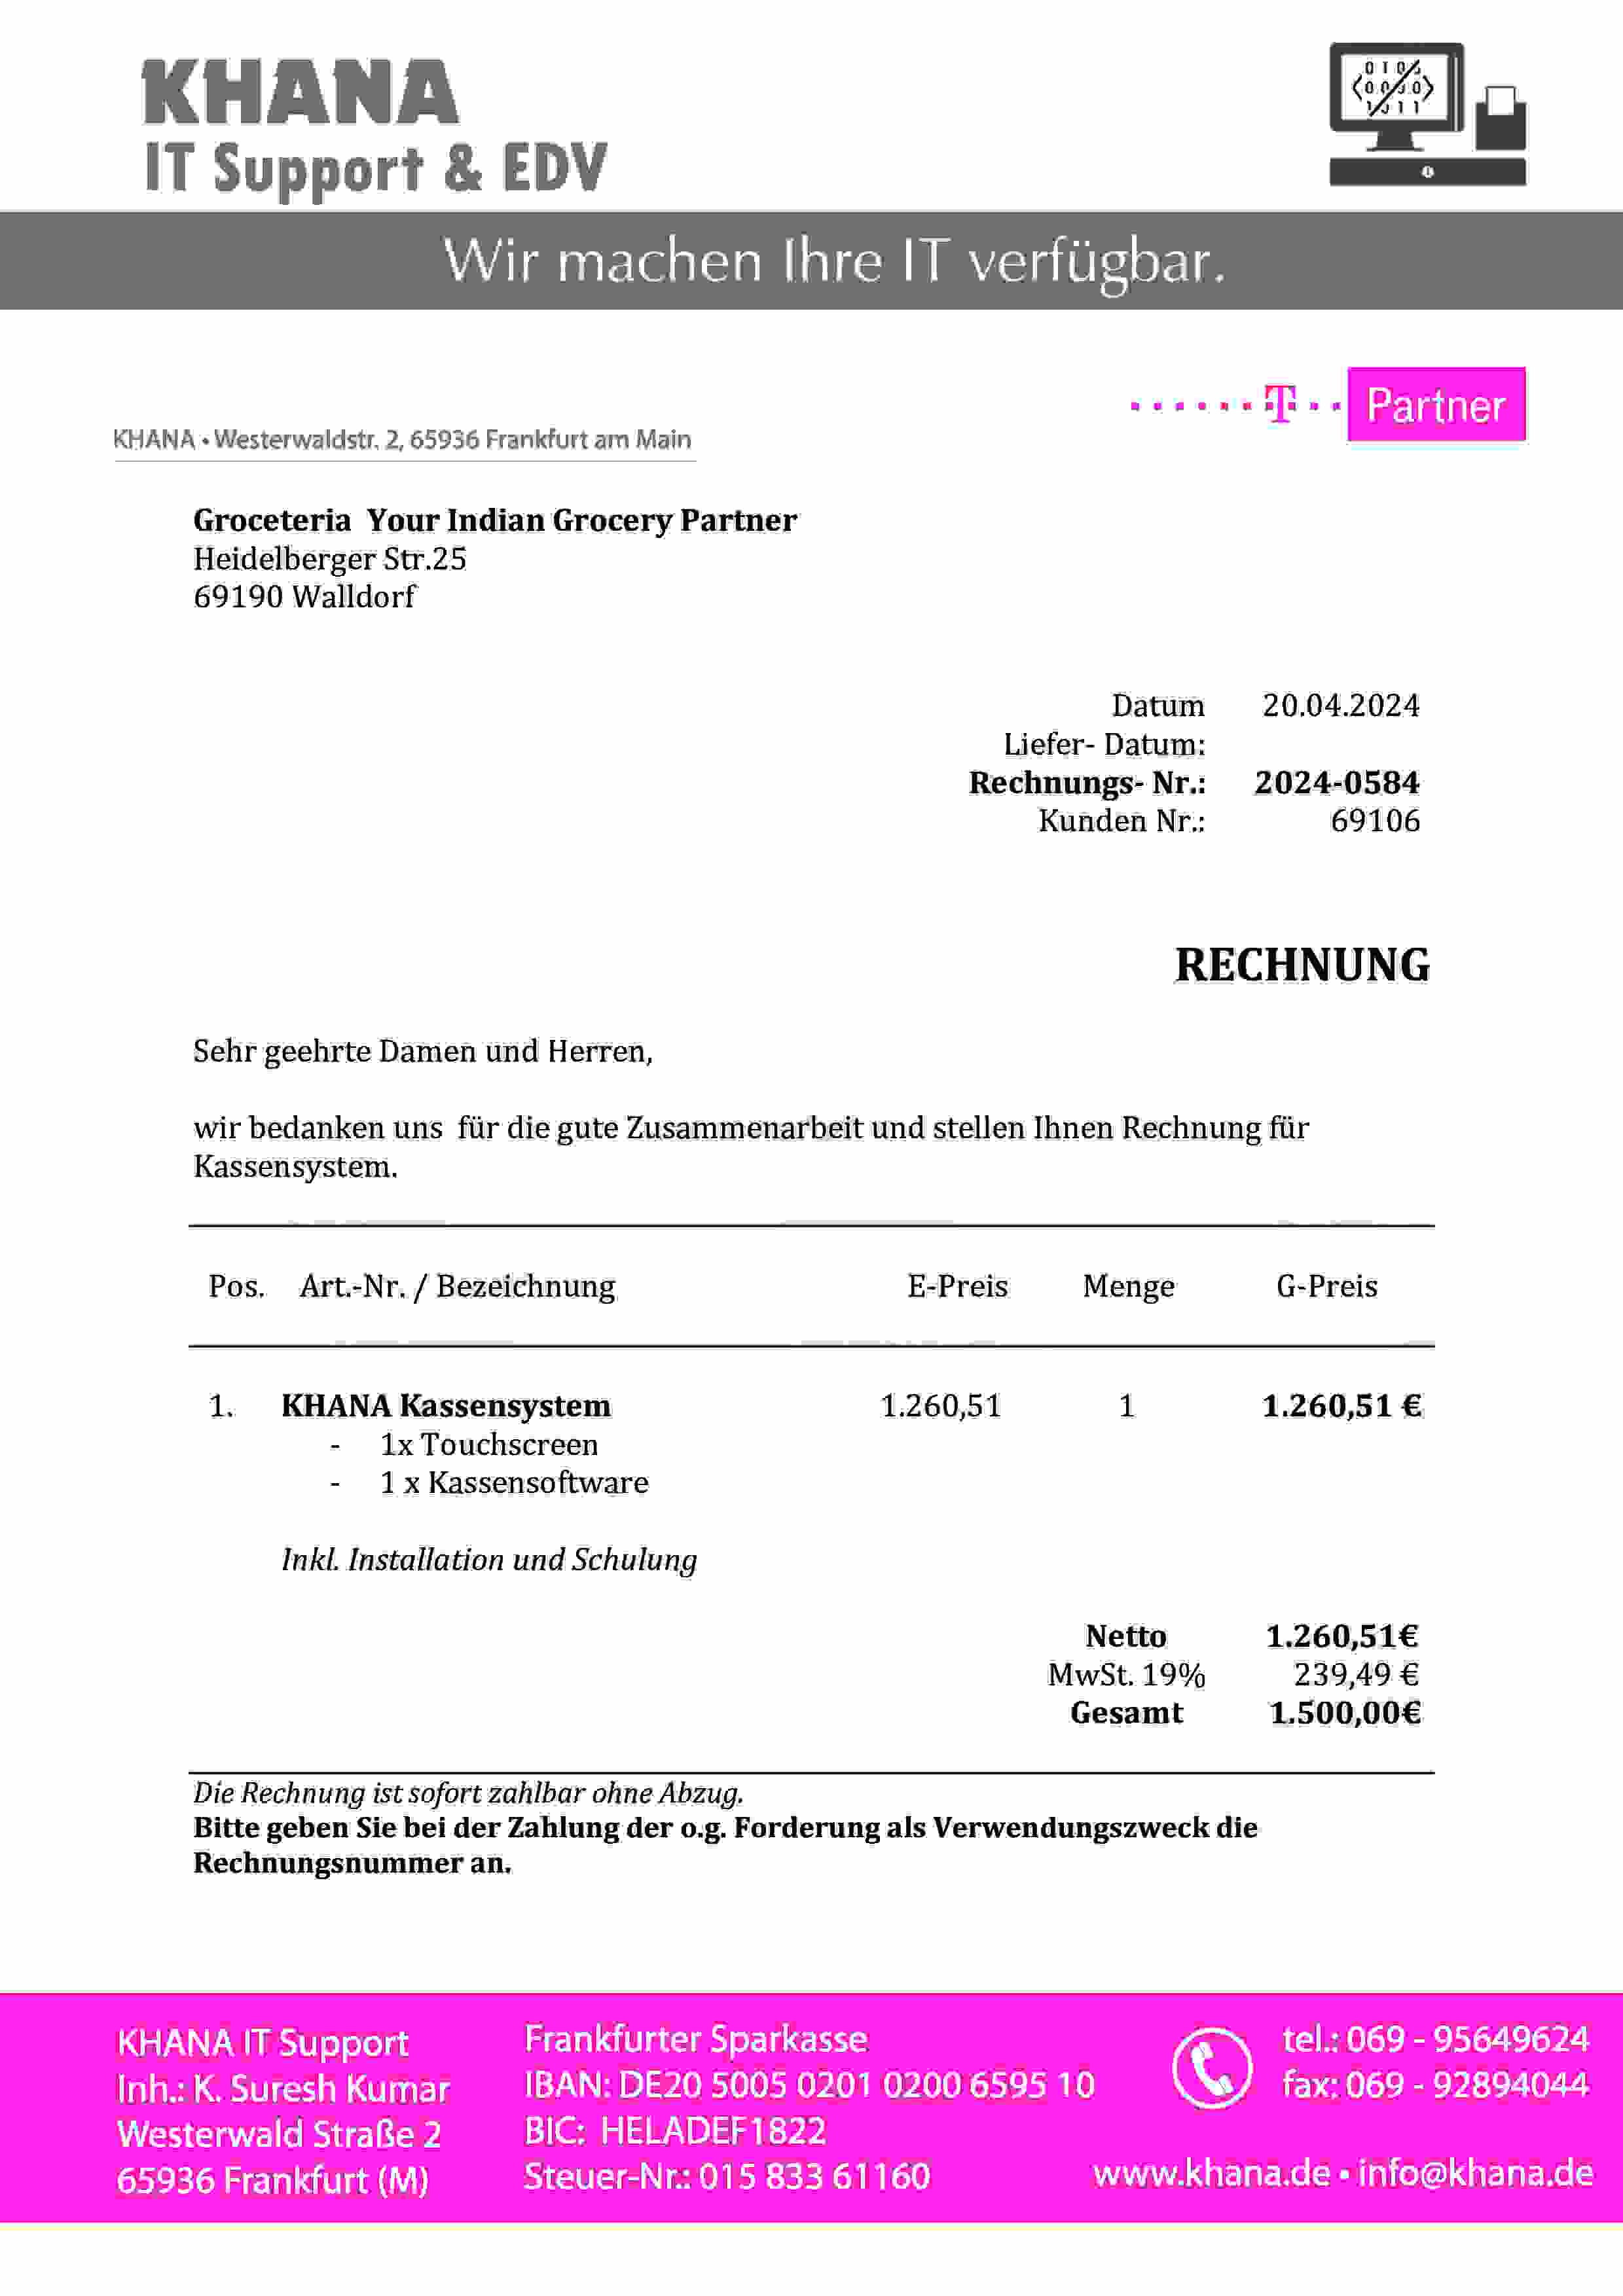 KHANA
IT Support & EDV
Wir machen Ihre IT verfügbar.
T Partner
KHANA • Westerwaldstr. 2, 65936 Frankfurt am Main
Groceteria  Your Indian Grocery Partner
Heidelberger Str.25
69190 Walldorf
Datum 20.04.2024
Liefer- Datum:
Rechnungs- Nr.: 2024-0584
Kunden Nr.: 69106
RECHNUNG
Sehr geehrte Damen und Herren,
wir bedanken uns  für die gute Zusammenarbeit und stellen Ihnen Rechnung für
Kassensystem.
Pos. Art.-Nr. / Bezeichnung E-Preis Menge G-Preis
1. KHANA Kassensystem 1.260,51 1 1.260,51 €
- 1x Touchscreen
- 1 x Kassensoftware
Inkl. Installation und Schulung
Netto 1.260,51€
MwSt. 19% 239,49 €
Gesamt 1.500,00€
Die Rechnung ist sofort zahlbar ohne Abzug.
Bitte geben Sie bei der Zahlung der o.g. Forderung als Verwendungszweck die
Rechnungsnummer an.
KHANA IT Support
Inh.: K. Suresh Kumar
Westerwald Straße 2
65936 Frankfurt (M)
Frankfurter Sparkasse
IBAN: DE20 5005 0201 0200 6595 10
BIC: HELADEF1822
Steuer-Nr.: 015 833 61160
tel.: 069 - 95649624
fax: 069 - 92894044
www.khana.de • info@khana.de